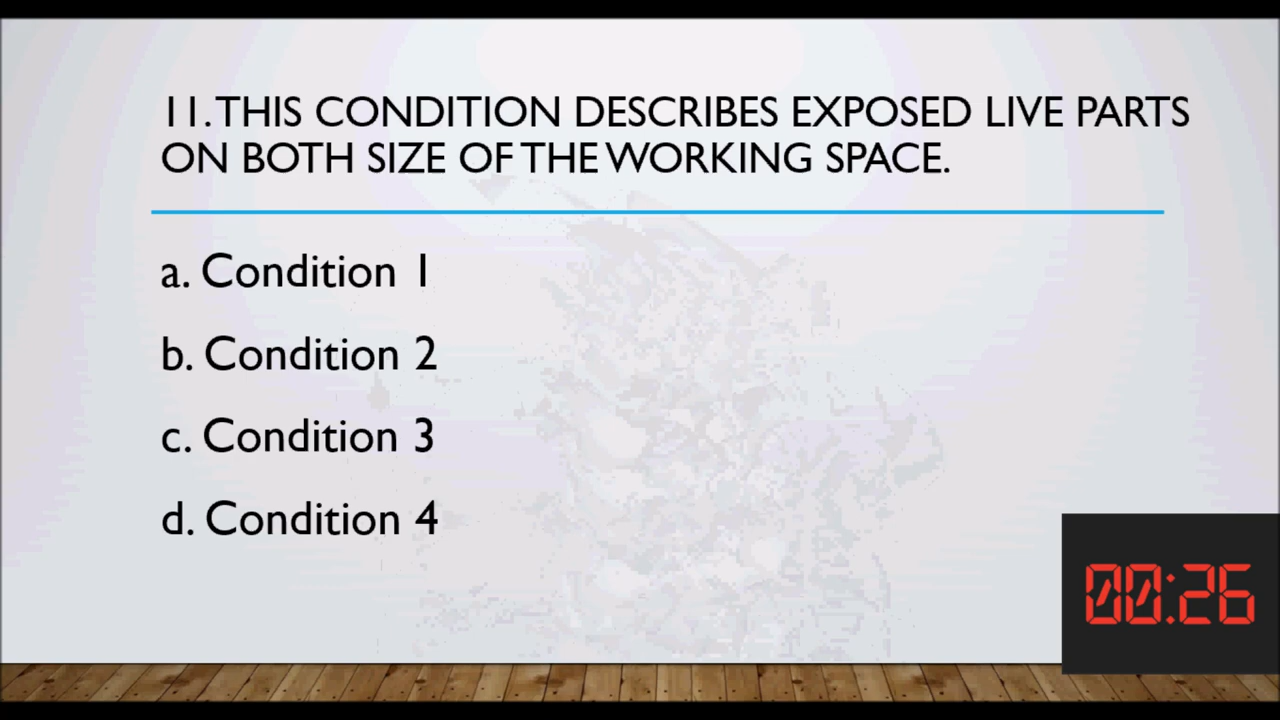 11. THIS CONDITION DESCRIBES EXPOSED LIVE PARTS
ON BOTH SIZE OF THE WORKING SPACE.
a. Condition 1
b. Condition 2
c. Condition 3
d. Condition 4
00:26